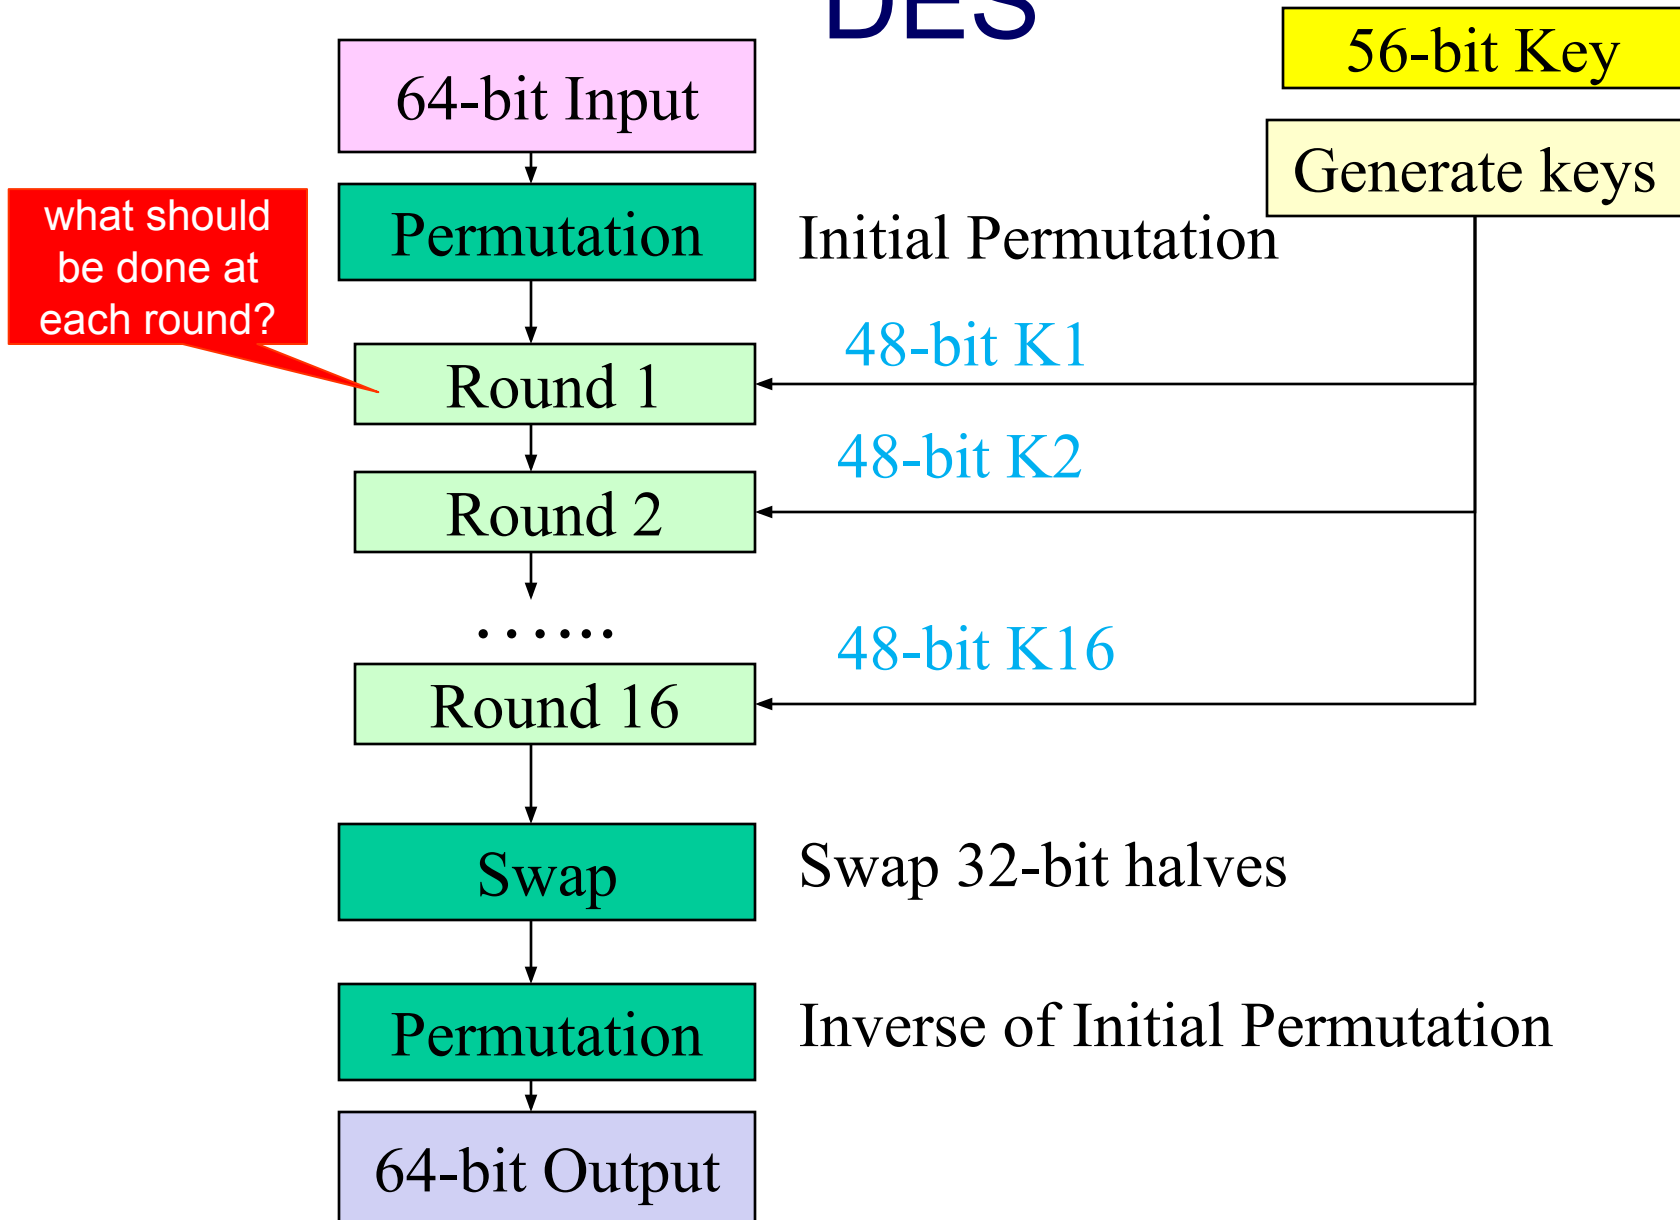 DES
56-bit Key
64-bit Input
Generate keys
what should
be done at
each round?
Permutation
Initial Permutation
48-bit K1
Round 1
48-bit K2
Round 2
…...
48-bit K16
Round 16
Swap
Swap 32-bit halves
Permutation
Inverse of Initial Permutation
64-bit Output